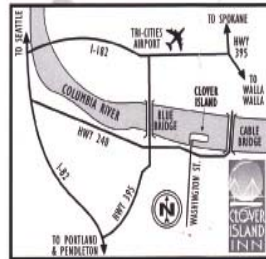 TO SEATTLE
I-182
TRI-CITIES
AIRPORT
TO SPOKANE
HWY
395
TO
WALLA
WALLA
COLUMBIA RIVER
BLUE
BRIDGE
CLOVER
ISLAND
CABLE
BRIDGE
HWY 240
I-82
HWY 395
WASHINGTON ST.
N
TO PORTLAND
& PENDLETON
CLOVER
ISLAND
INN